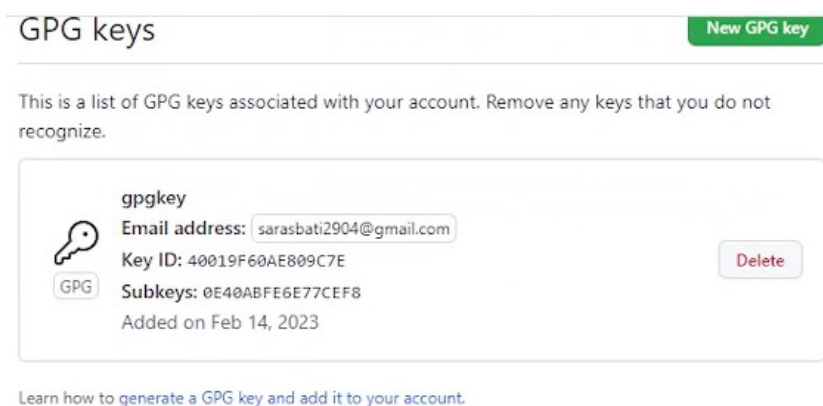 GPG keys
New GPG key
This is a list of GPG keys associated with your account. Remove any keys that you do not
recognize.
gpgkey
Email address: sarasbati2904@gmail.com
Key ID: 40019F60AE809C7E
GPG
Subkeys: 0E40ABFE6E77CEF8
Added on Feb 14, 2023
Delete
Learn how to generate a GPG key and add it to your account.